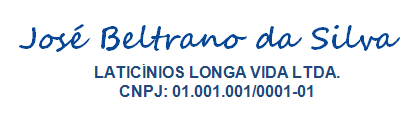 José Beltrano da Silva
LATICÍNIOS LONGA VIDA LTDA.
CNPJ: 01.001.001/0001-01